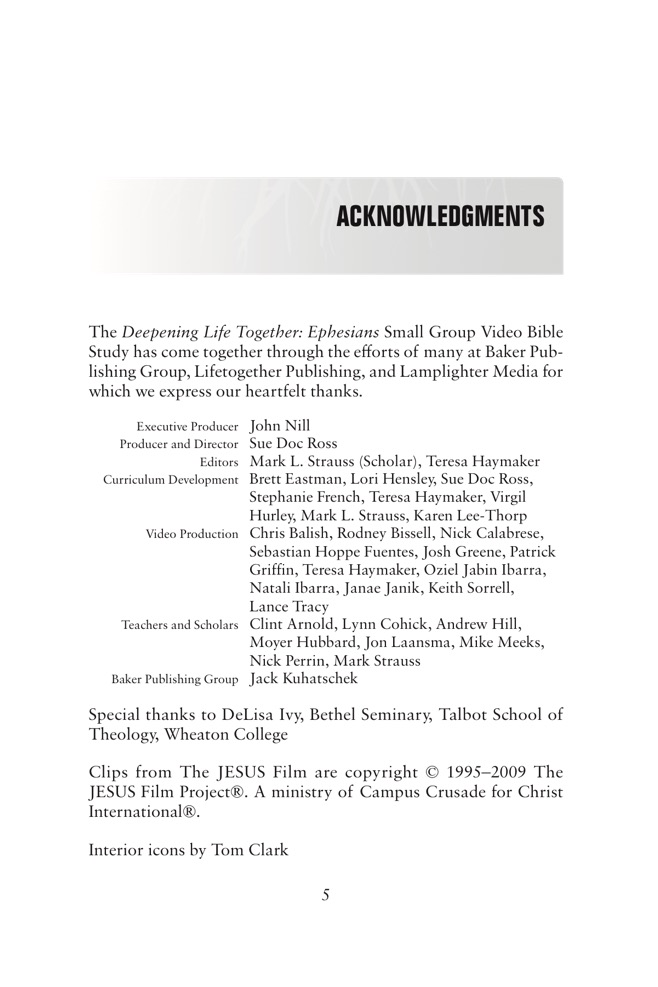 ACKNOWLEDGMENTS
The Deepening Life Together: Ephesians Small Group Video Bible
Study has come together through the efforts of many at Baker Pub-
lishing Group, Lifetogether Publishing, and Lamplighter Media for
which we express our heartfelt thanks.
Executive Producer John Nill
Producer and Director Sue Doc Ross
Editors Mark L. Strauss (Scholar), Teresa Haymaker
Curriculum Development Brett Eastman, Lori Hensley, Sue Doc Ross,
Stephanie French, Teresa Haymaker, Virgil
Hurley, Mark L. Strauss, Karen Lee-Thorp
Video Production Chris Balish, Rodney Bissell, Nick Calabrese,
Sebastian Hoppe Fuentes, Josh Greene, Patrick
Griffin, Teresa Haymaker, Oziel Jabin Ibarra,
Natali Ibarra, Janae Janik, Keith Sorrell,
Lance Tracy
Teachers and Scholars Clint Arnold, Lynn Cohick, Andrew Hill,
Moyer Hubbard, Jon Laansma, Mike Meeks,
Nick Perrin, Mark Strauss
Baker Publishing Group Jack Kuhatschek
Special thanks to DeLisa Ivy, Bethel Seminary, Talbot School of
Theology, Wheaton College
Clips from The JESUS Film are copyright © 1995–2009 The
JESUS Film Project®. A ministry of Campus Crusade for Christ
International®.
Interior icons by Tom Clark
5